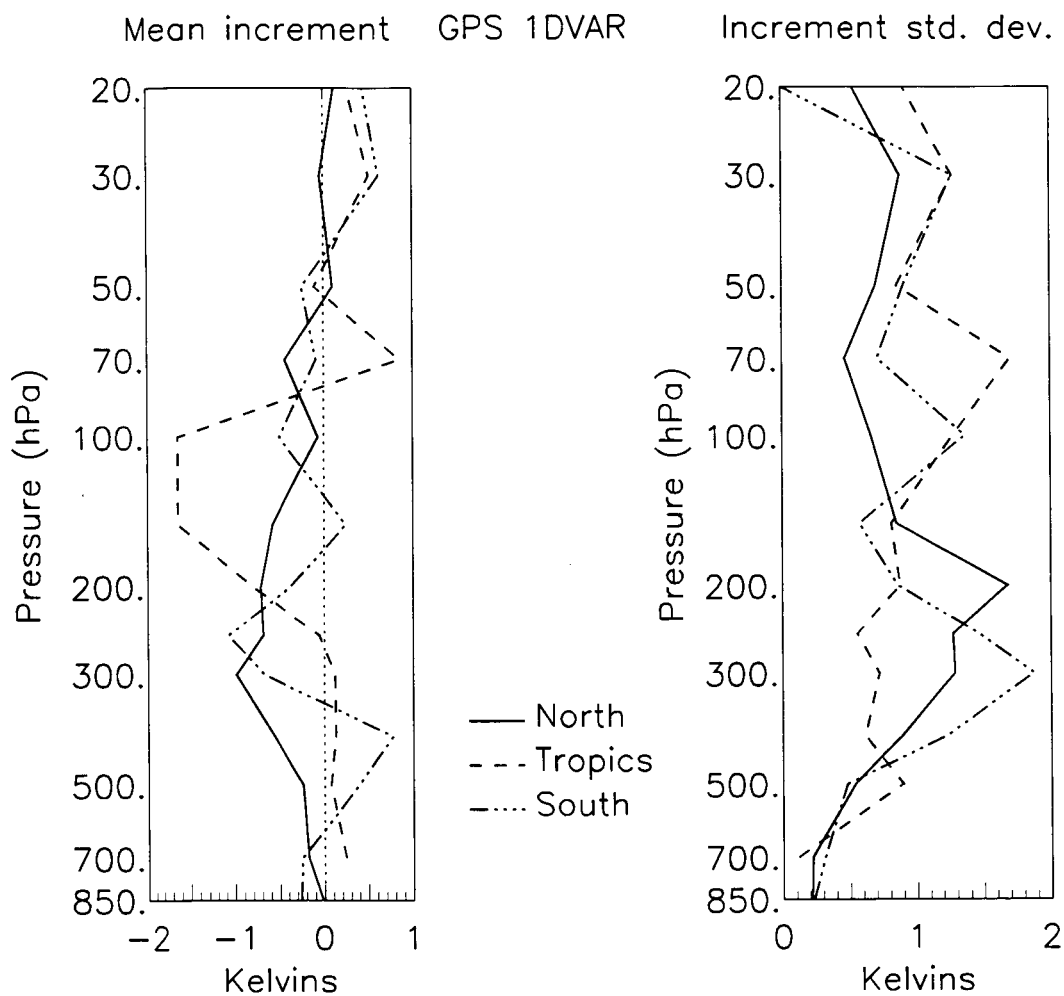 Mean increment GPS 1DVAR Increment std. dev.
20.
30.
50.
70.
100.
200.
300.
500.
700.
850.
Pressure (hPa)
-2 -1 0 1
Kelvins
North
Tropics
South
20.
30.
50.
70.
100.
200.
300.
500.
700.
850.
Pressure (hPa)
0 1 2
Kelvins